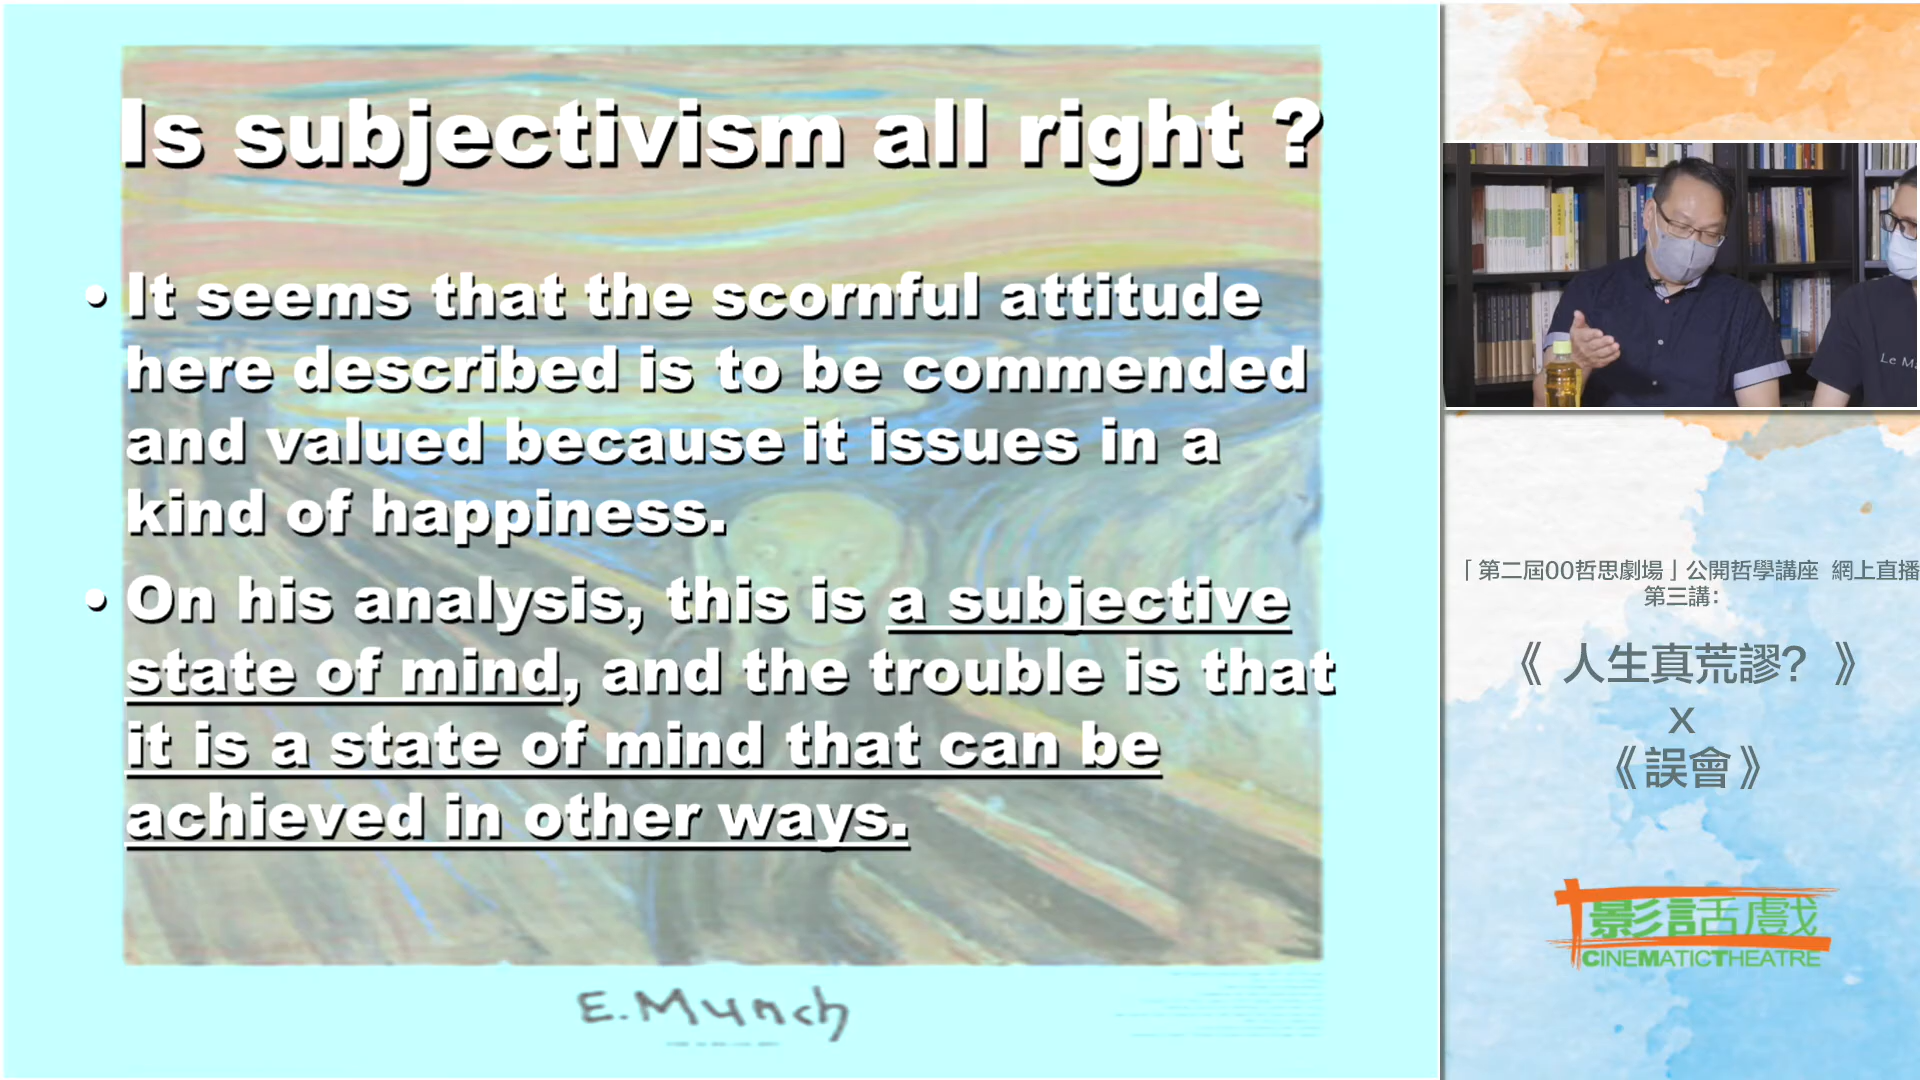 Is subjectivism all right ?
• It seems that the scornful attitude
here described is to be commended
and valued because it issues in a
kind of happiness.
• On his analysis, this is a subjective
state of mind, and the trouble is that
it is a state of mind that can be
achieved in other ways.
E.Munch
Le M
「第二屆OO哲思劇場」公開哲學講座 網上直播
第三講：
《 人生真荒謬? 》
x
《誤會》
影話戲
CINEMATICTHEATRE